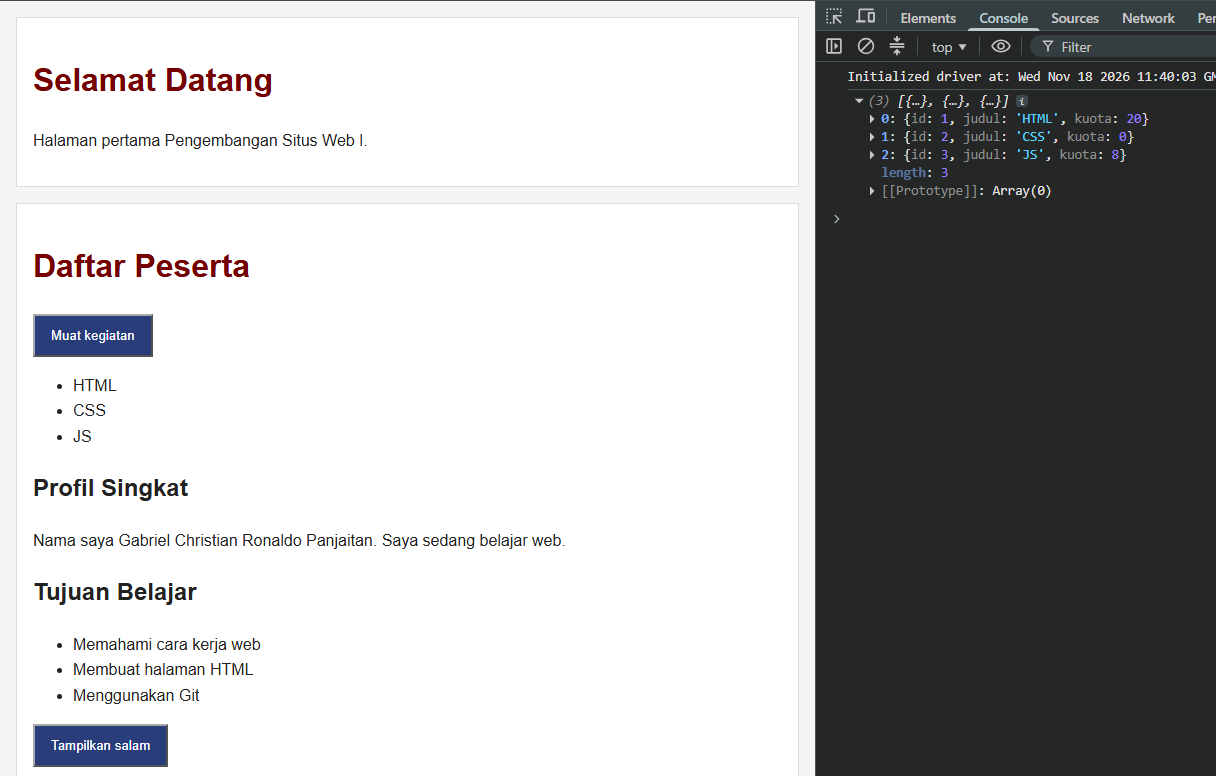 Selamat Datang
Halaman pertama Pengembangan Situs Web I.
Daftar Peserta
Muat kegiatan
HTML
CSS
JS
Profil Singkat
Nama saya Gabriel Christian Ronaldo Panjaitan. Saya sedang belajar web.
Tujuan Belajar
Memahami cara kerja web
Membuat halaman HTML
Menggunakan Git
Tampilkan salam
Elements Console Sources Network Per
top Filter
Initialized driver at: Wed Nov 18 2026 11:40:03 GM
(3) [{…}, {…}, {…}] i
0: {id: 1, judul: 'HTML', kuota: 20}
1: {id: 2, judul: 'CSS', kuota: 0}
2: {id: 3, judul: 'JS', kuota: 8}
length: 3
[[Prototype]]: Array(0)